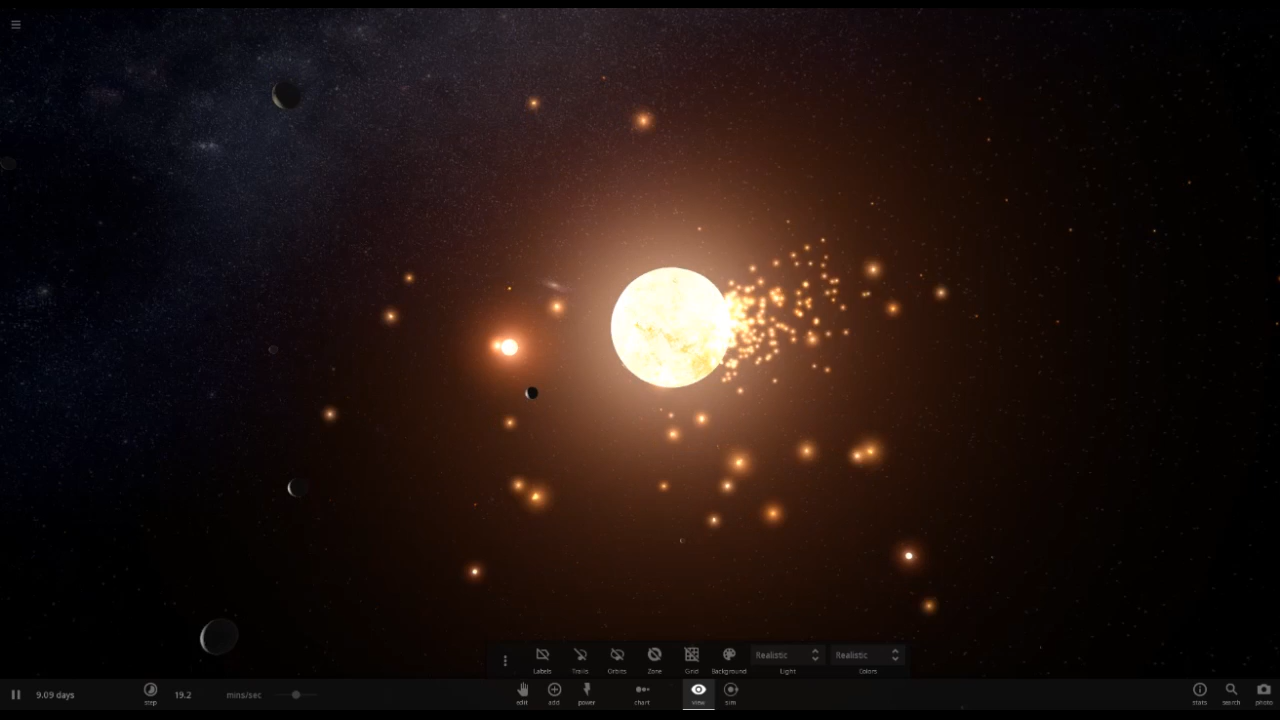 Realistic
Realistic
Labels
Trails
Orbits
Zone
Grid
Background
Light
Colors
9.09 days
step
19.2
mins/sec
edit
add
power
chart
view
sim
stats
search
photo